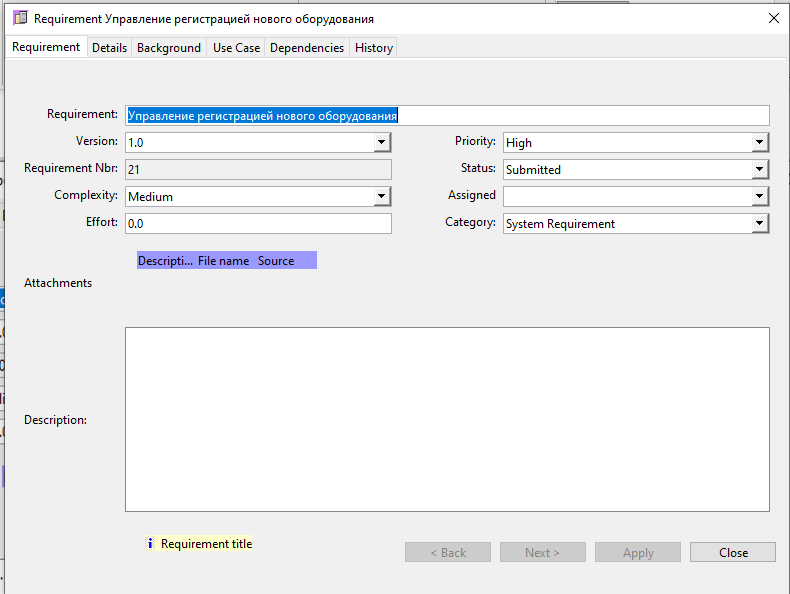 Requirement Управление регистрацией нового оборудования
Requirement Details Background Use Case Dependencies History
Requirement: Управление регистрацией нового оборудования
Version: 1.0 Priority: High
Requirement Nbr: 21 Status: Submitted
Complexity: Medium Assigned
Effort: 0.0 Category: System Requirement
Descripti... File name Source
Attachments
Description:
i Requirement title
< Back Next > Apply Close